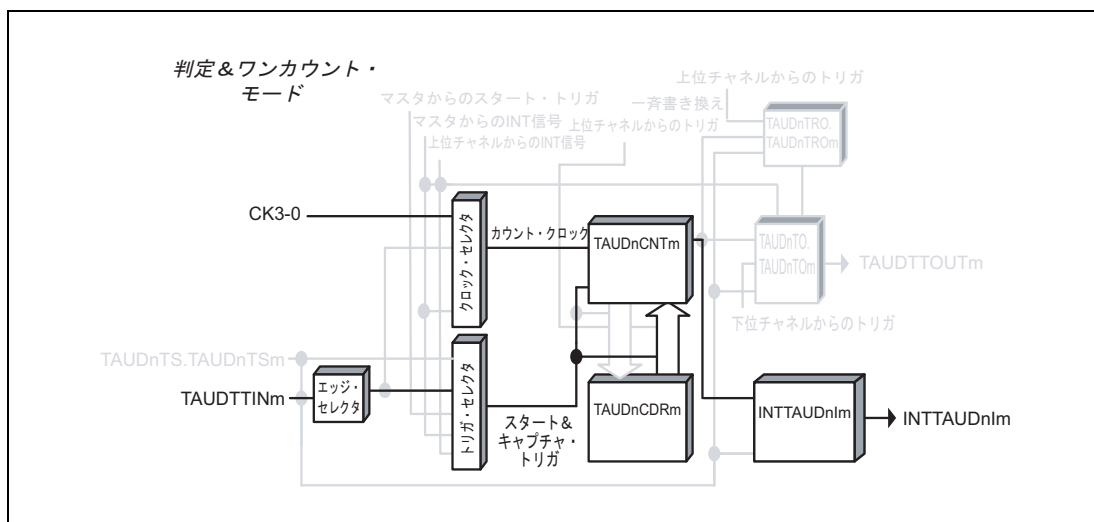 判定&ワンカウント・
モード
上位チャネルからのトリガ
マスタからのスタート・トリガ
一斉書き換え
マスタからのINT信号
上位チャネルからのトリガ
上位チャネルからのINT信号
TAUDnTRO.
TAUDnTROm
CK3-0
クロック・セレクタ
カウント・クロック
TAUDnCNTm
TAUDnTO.
TAUDnTOm
TAUDTTOUTm
下位チャネルからのトリガ
TAUDnTS.TAUDnTSm
TAUDTTINm
エッジ・
セレクタ
トリガ・セレクタ
スタート&
キャプチャ・
トリガ
TAUDnCDRm
INTTAUDnIm
INTTAUDnIm